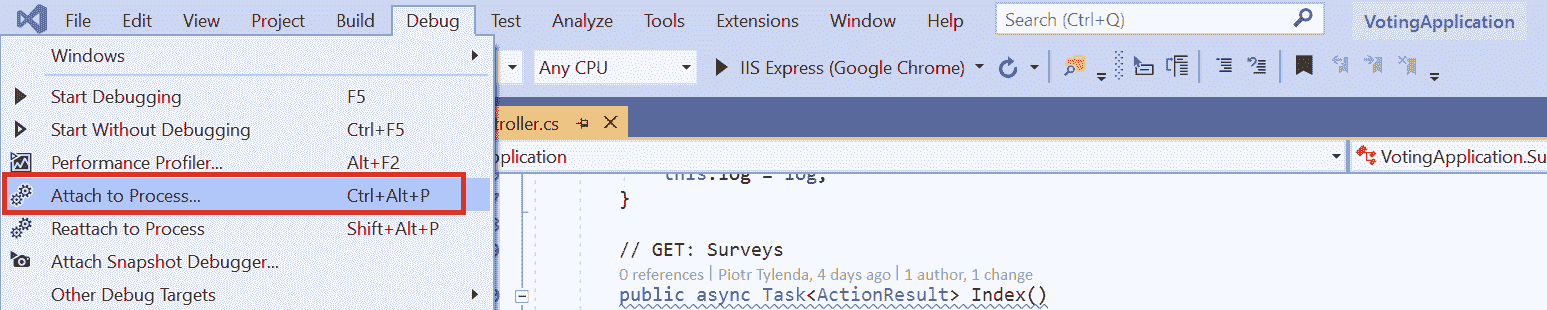 File Edit View Project Build Debug Test Analyze Tools Extensions Window Help Search (Ctrl+Q) VotingApplication
Windows
Any CPU IIS Express (Google Chrome)
Start Debugging F5
Start Without Debugging Ctrl+F5
Performance Profiler... Alt+F2
Attach to Process... Ctrl+Alt+P
Reattach to Process Shift+Alt+P
Attach Snapshot Debugger...
Other Debug Targets
troller.cs
pplication VotingApplication.Su
this.log = log;
}
// GET: Surveys
0 references | Piotr Tylenda, 4 days ago | 1 author, 1 change
public async Task<ActionResult> Index()